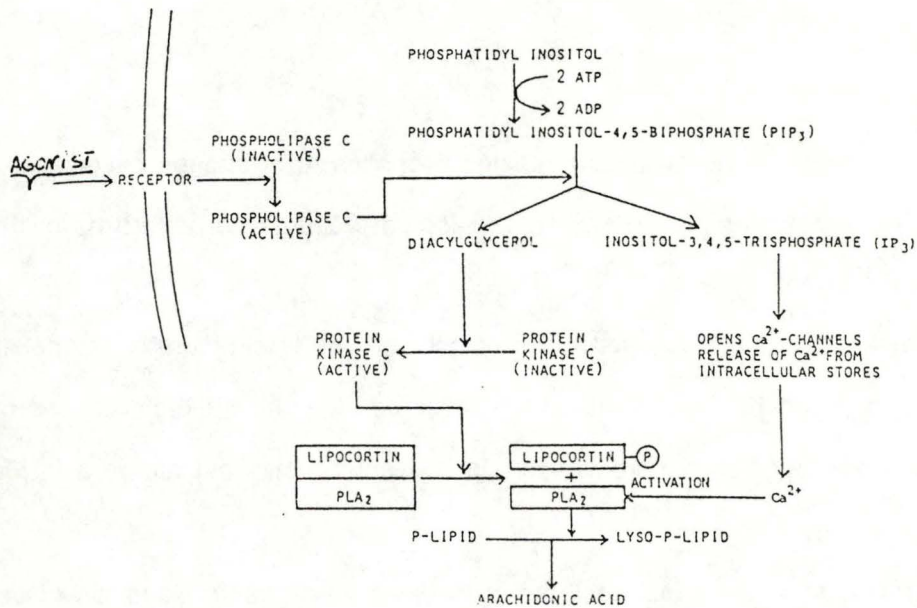 PHOSPHATIDYL INOSITOL
2 ATP
2 ADP
PHOSPHATIDYL INOSITOL-4,5-BIPHOSPHATE (PIP3)
PHOSPHOLIPASE C
(INACTIVE)
AGONIST
RECEPTOR
PHOSPHOLIPASE C
(ACTIVE)
DIACYLGLYCEROL
INOSITOL-3,4,5-TRISPHOSPHATE (IP3)
PROTEIN
KINASE C
(ACTIVE)
PROTEIN
KINASE C
(INACTIVE)
OPENS Ca2+-CHANNELS
RELEASE OF Ca2+FROM
INTRACELLULAR STORES
LIPOCORTIN
PLA2
LIPOCORTIN
P
+
PLA2
ACTIVATION
Ca2+
P-LIPID
LYSO-P-LIPID
ARACHIDONIC ACID